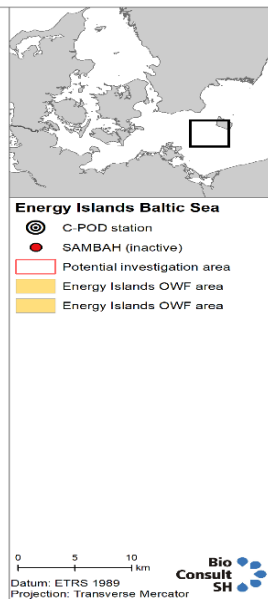 Energy Islands Baltic Sea
C-POD station
SAMBAH (inactive)
Potential investigation area
Energy Islands OWF area
Energy Islands OWF area
0 5 10
km
Datum: ETRS 1989
Projection: Transverse Mercator
Bio
Consult
SH